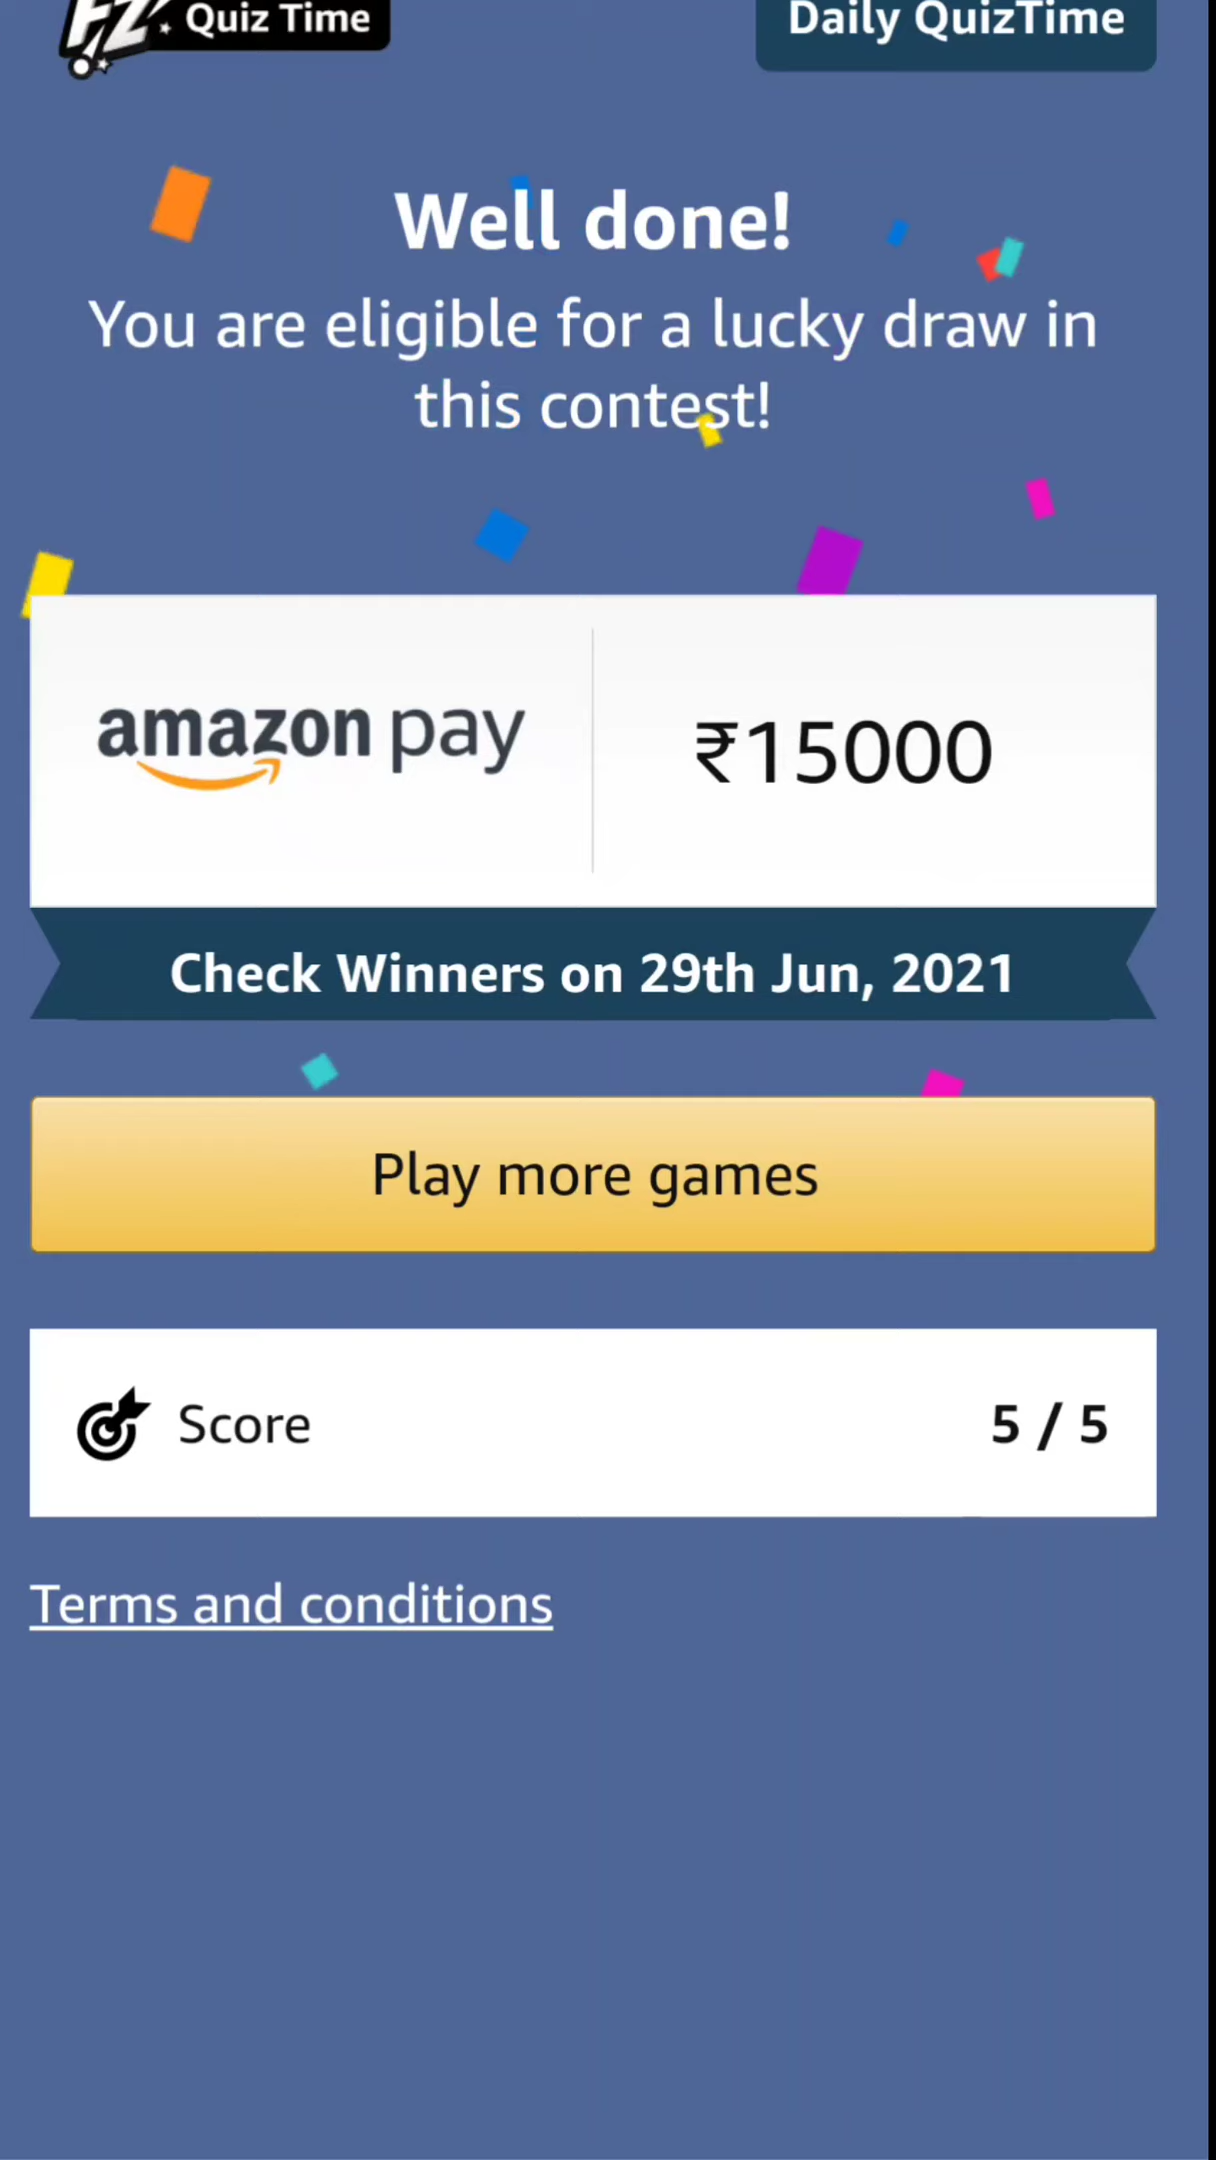 FZ Quiz Time
Daily QuizTime
Well done!
You are eligible for a lucky draw in
this contest!
amazon pay
₹15000
Check Winners on 29th Jun, 2021
Play more games
Score
5 / 5
Terms and conditions